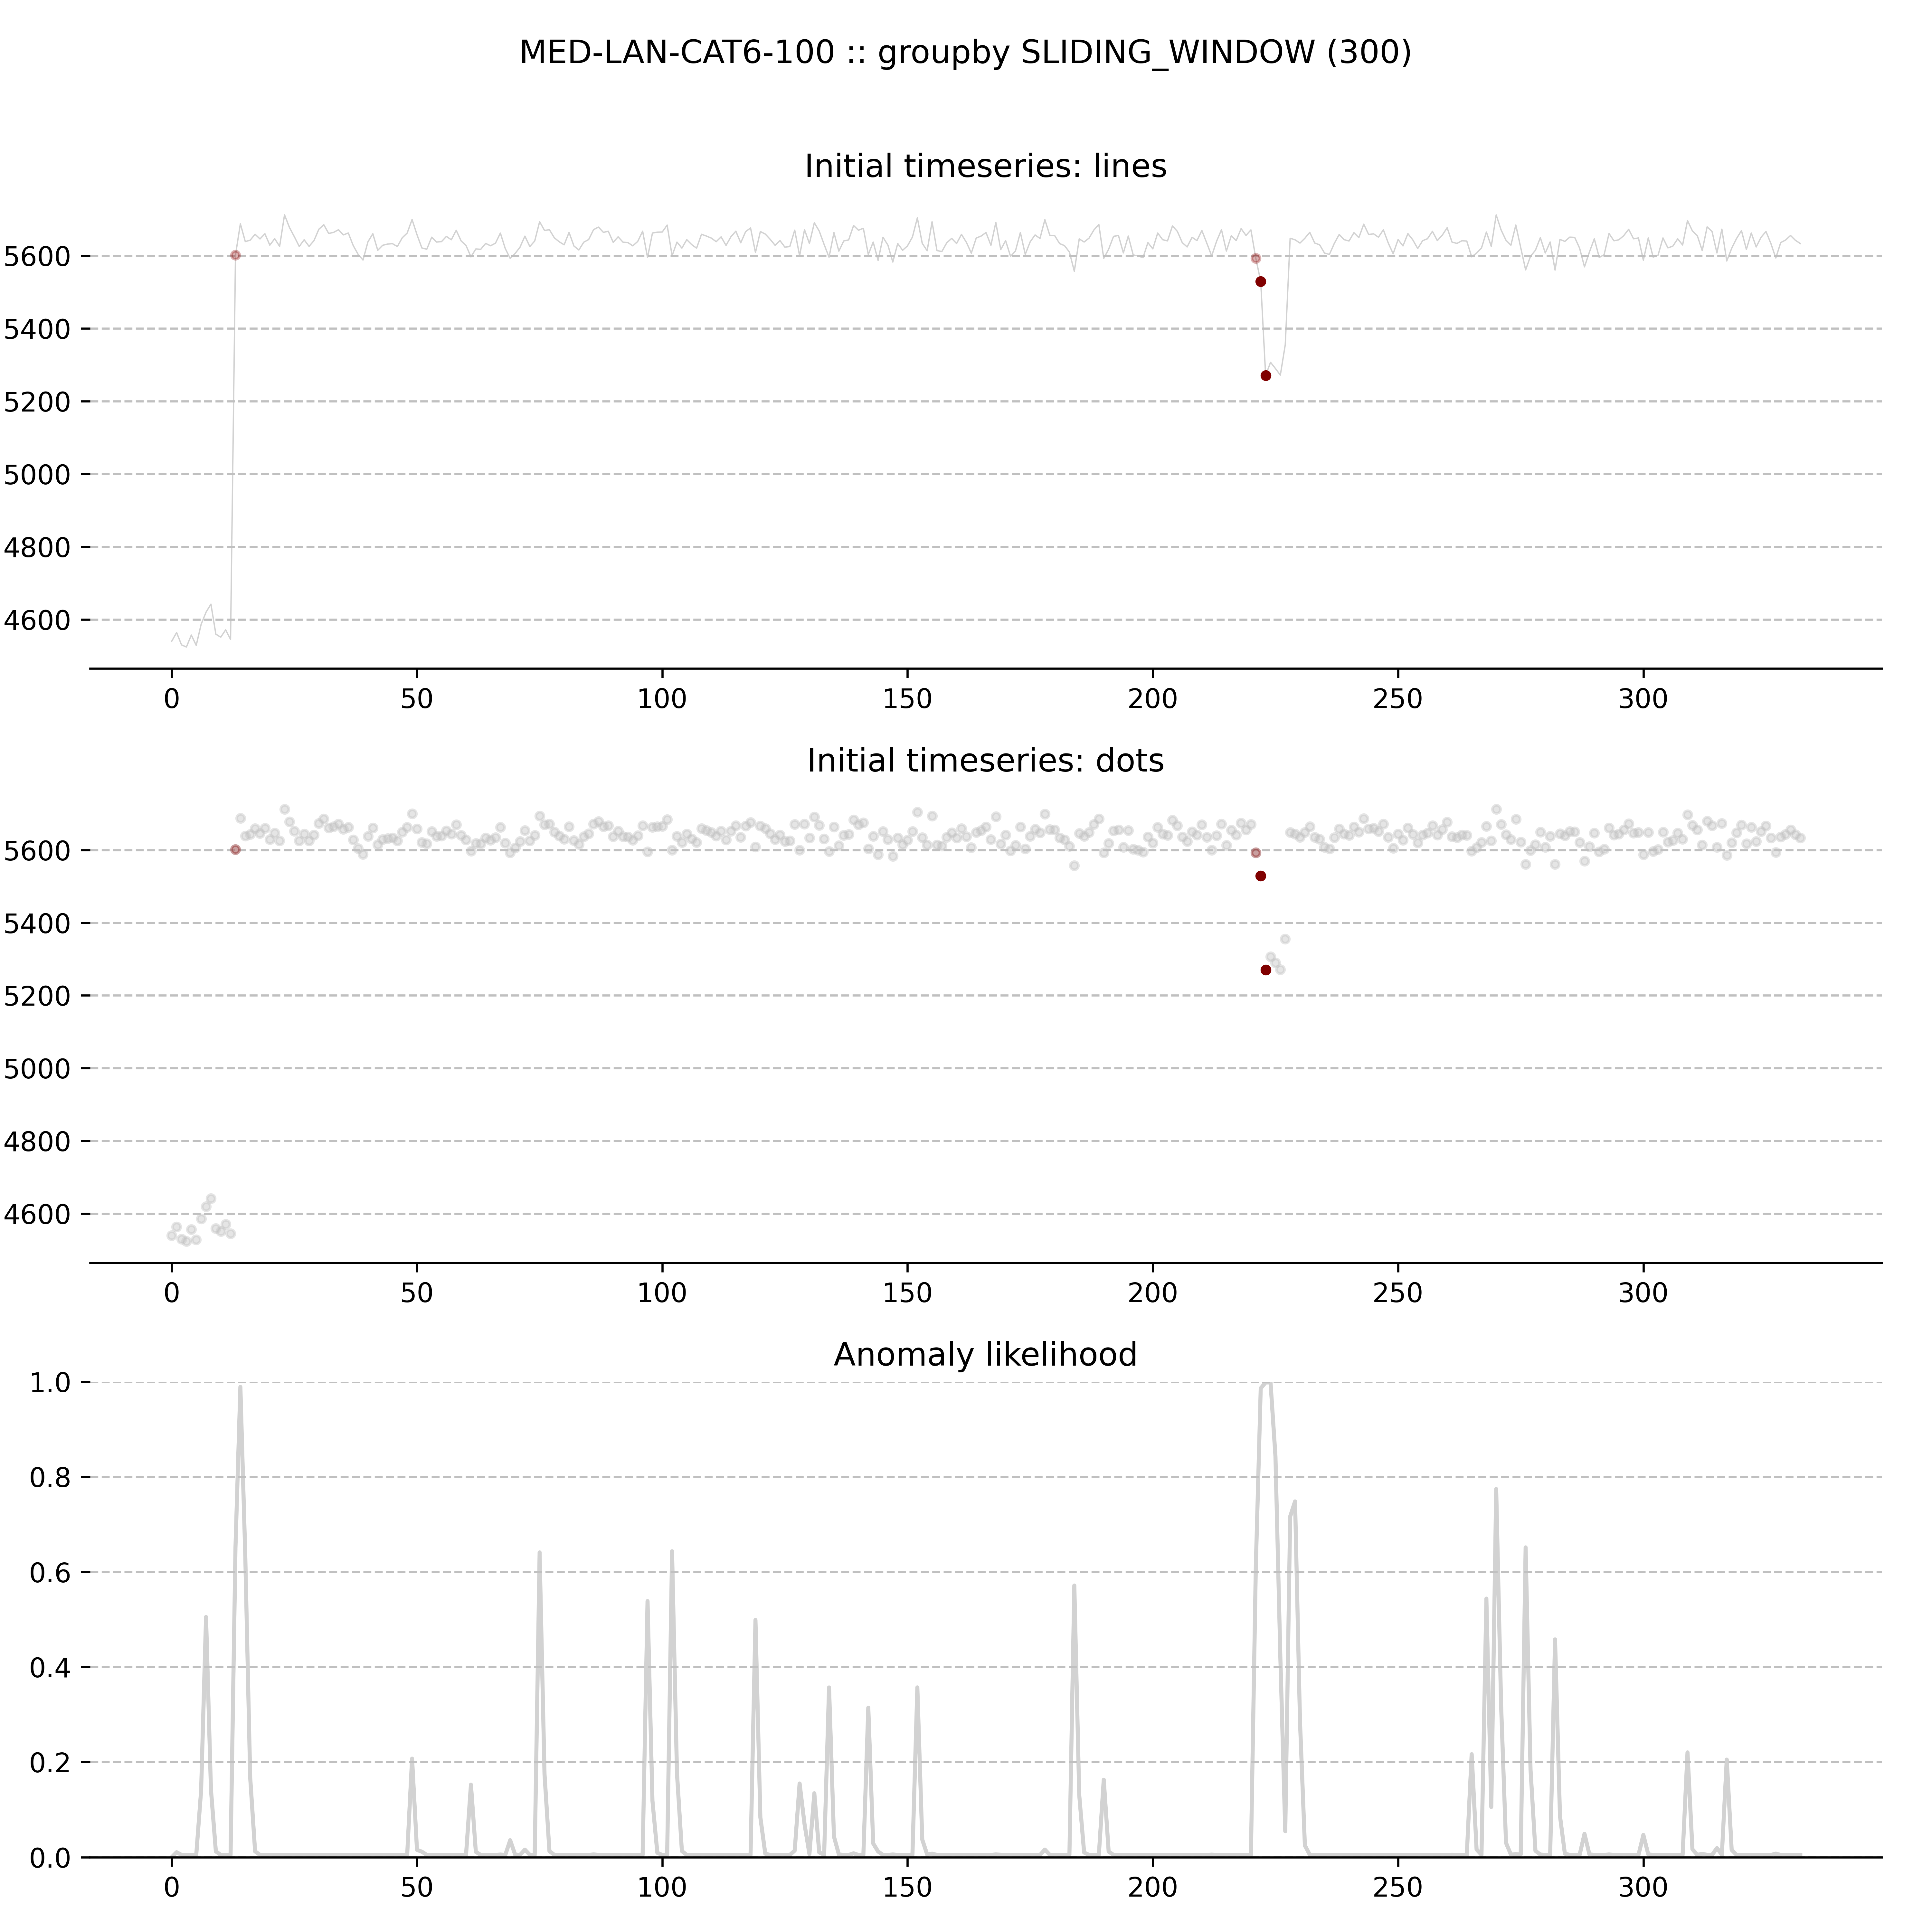 MED-LAN-CAT6-100 :: groupby SLIDING_WINDOW (300)
Initial timeseries: lines
5600
5400
5200
5000
4800
4600
0 50 100 150 200 250 300
Initial timeseries: dots
5600
5400
5200
5000
4800
4600
0 50 100 150 200 250 300
Anomaly likelihood
1.0
0.8
0.6
0.4
0.2
0.0
0 50 100 150 200 250 300